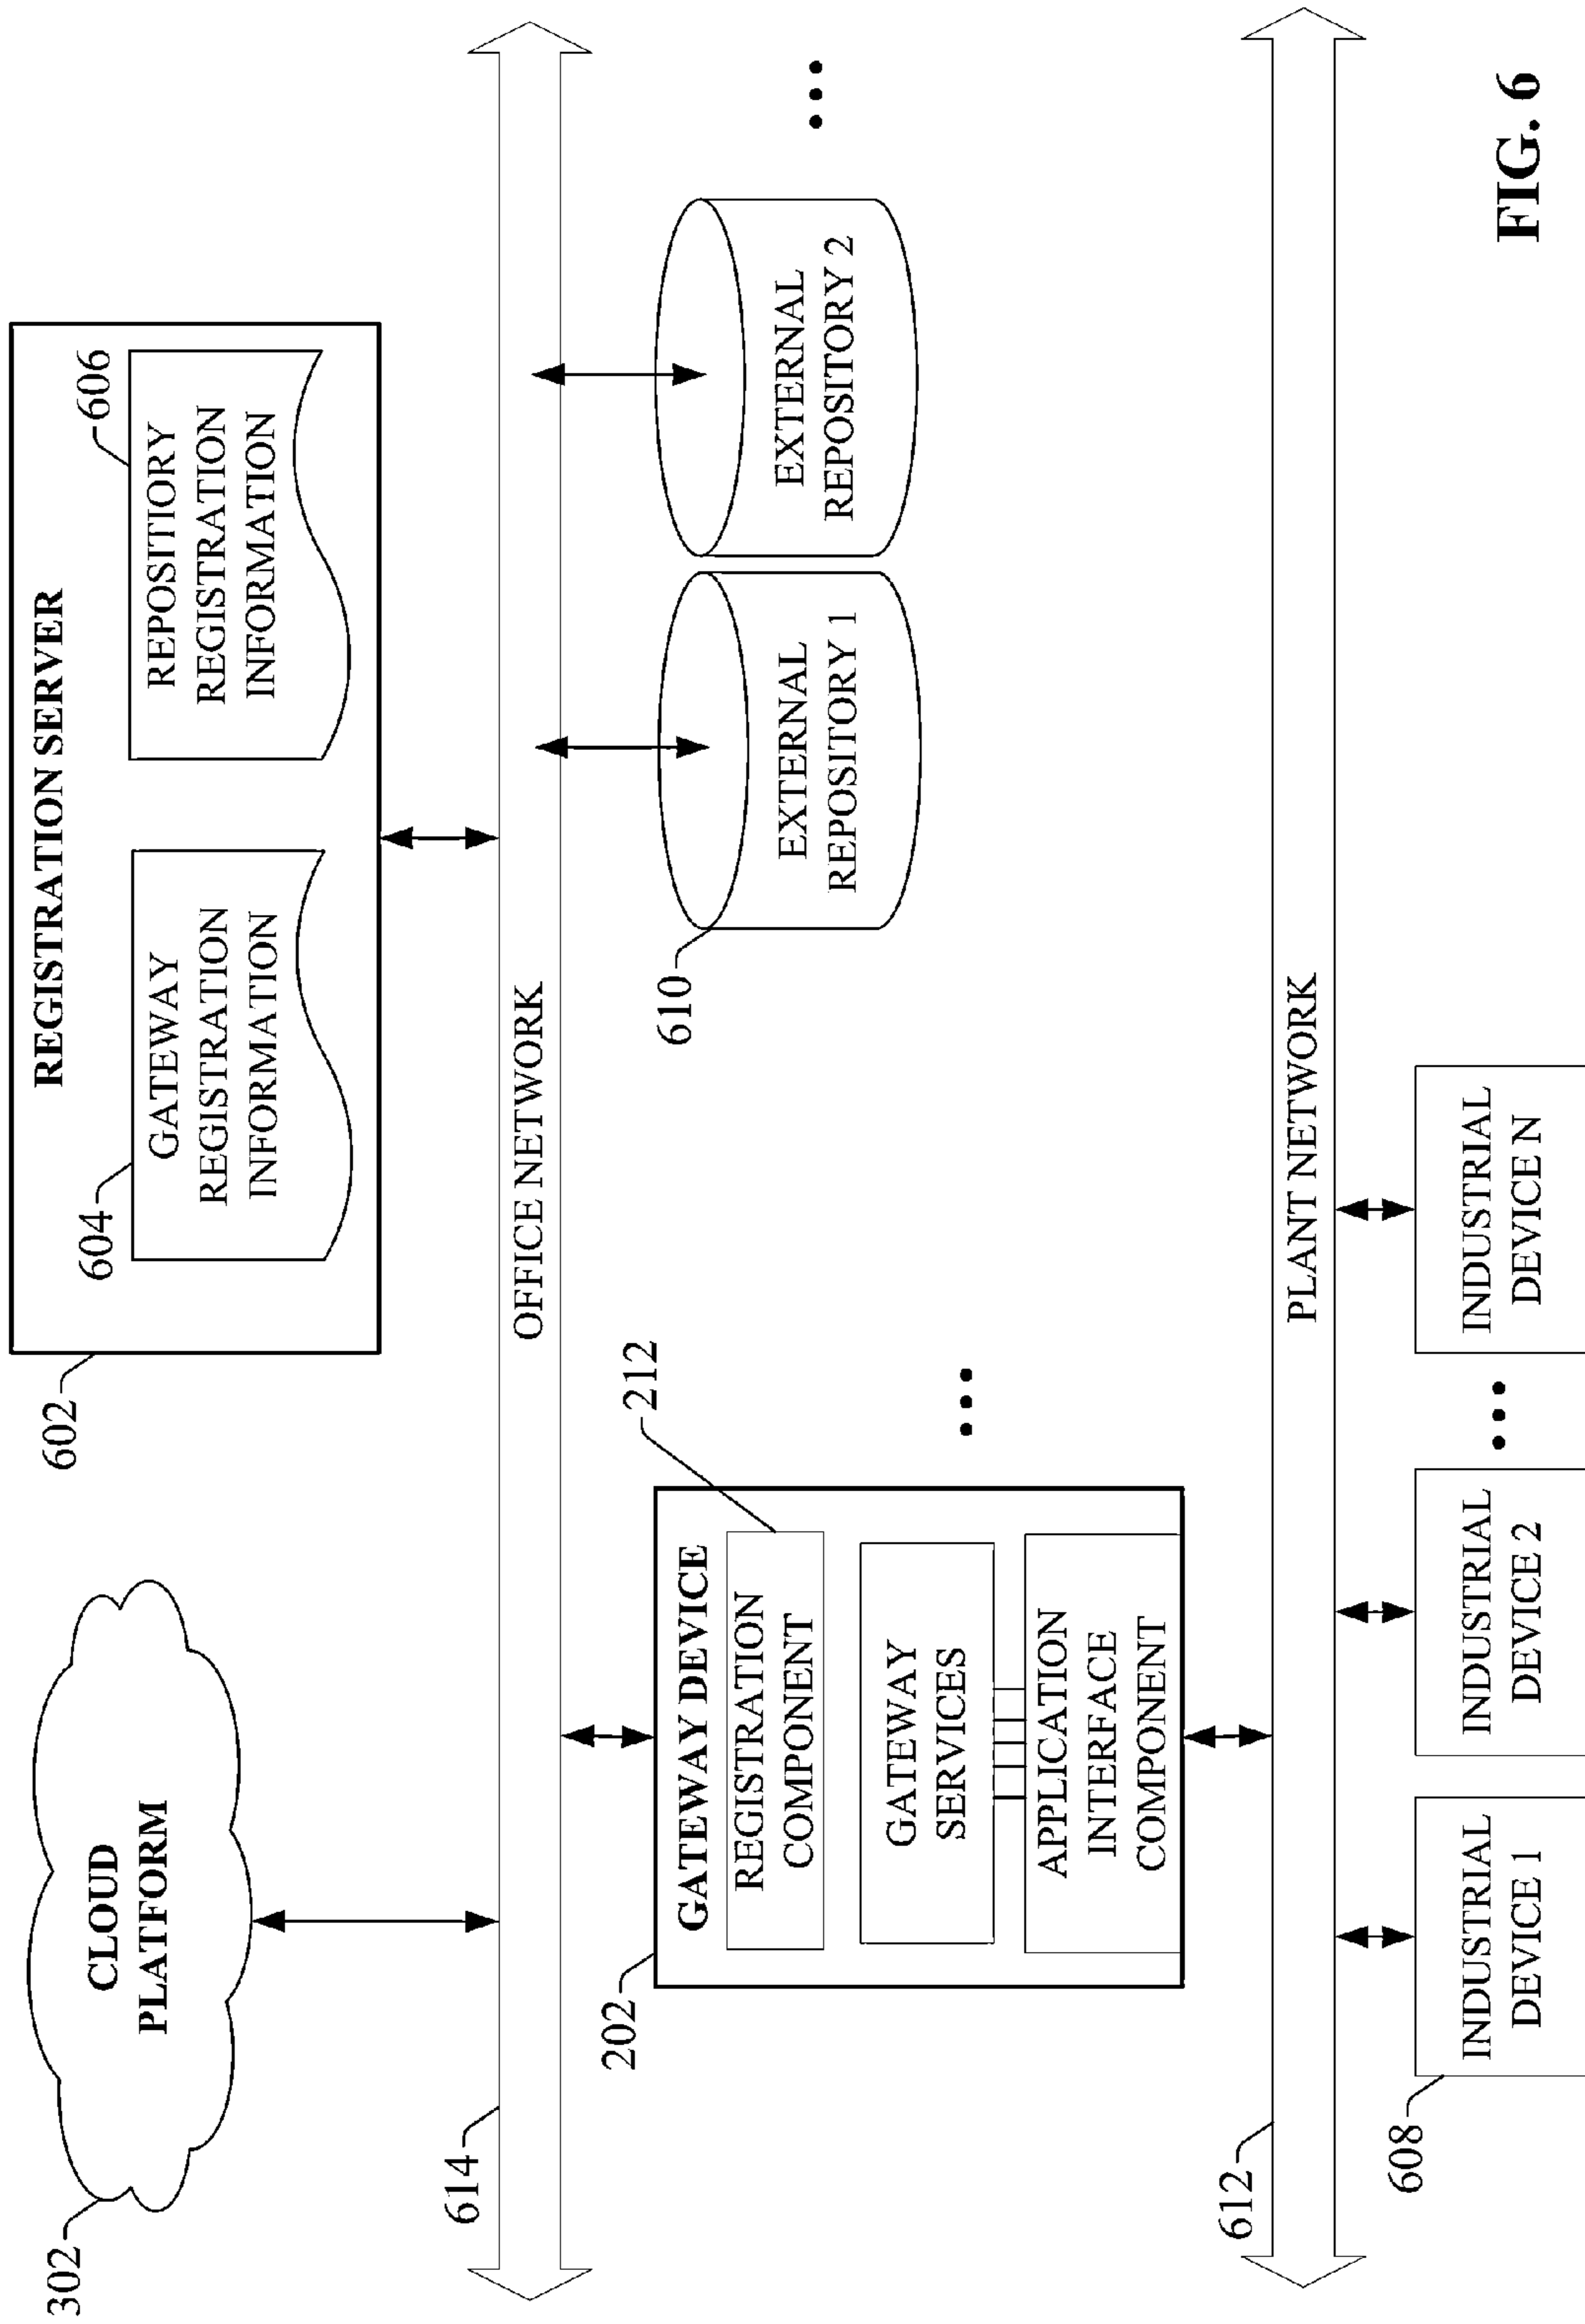 302
CLOUD
PLATFORM
602
REGISTRATION SERVER
604
GATEWAY
REGISTRATION
INFORMATION
606
REPOSITORY
REGISTRATION
INFORMATION
614
OFFICE NETWORK
202
GATEWAY DEVICE
212
REGISTRATION
COMPONENT
GATEWAY
SERVICES
APPLICATION
INTERFACE
COMPONENT
...
610
EXTERNAL
REPOSITORY 1
EXTERNAL
REPOSITORY 2
...
612
PLANT NETWORK
608
INDUSTRIAL
DEVICE 1
INDUSTRIAL
DEVICE 2
...
INDUSTRIAL
DEVICE N
FIG. 6